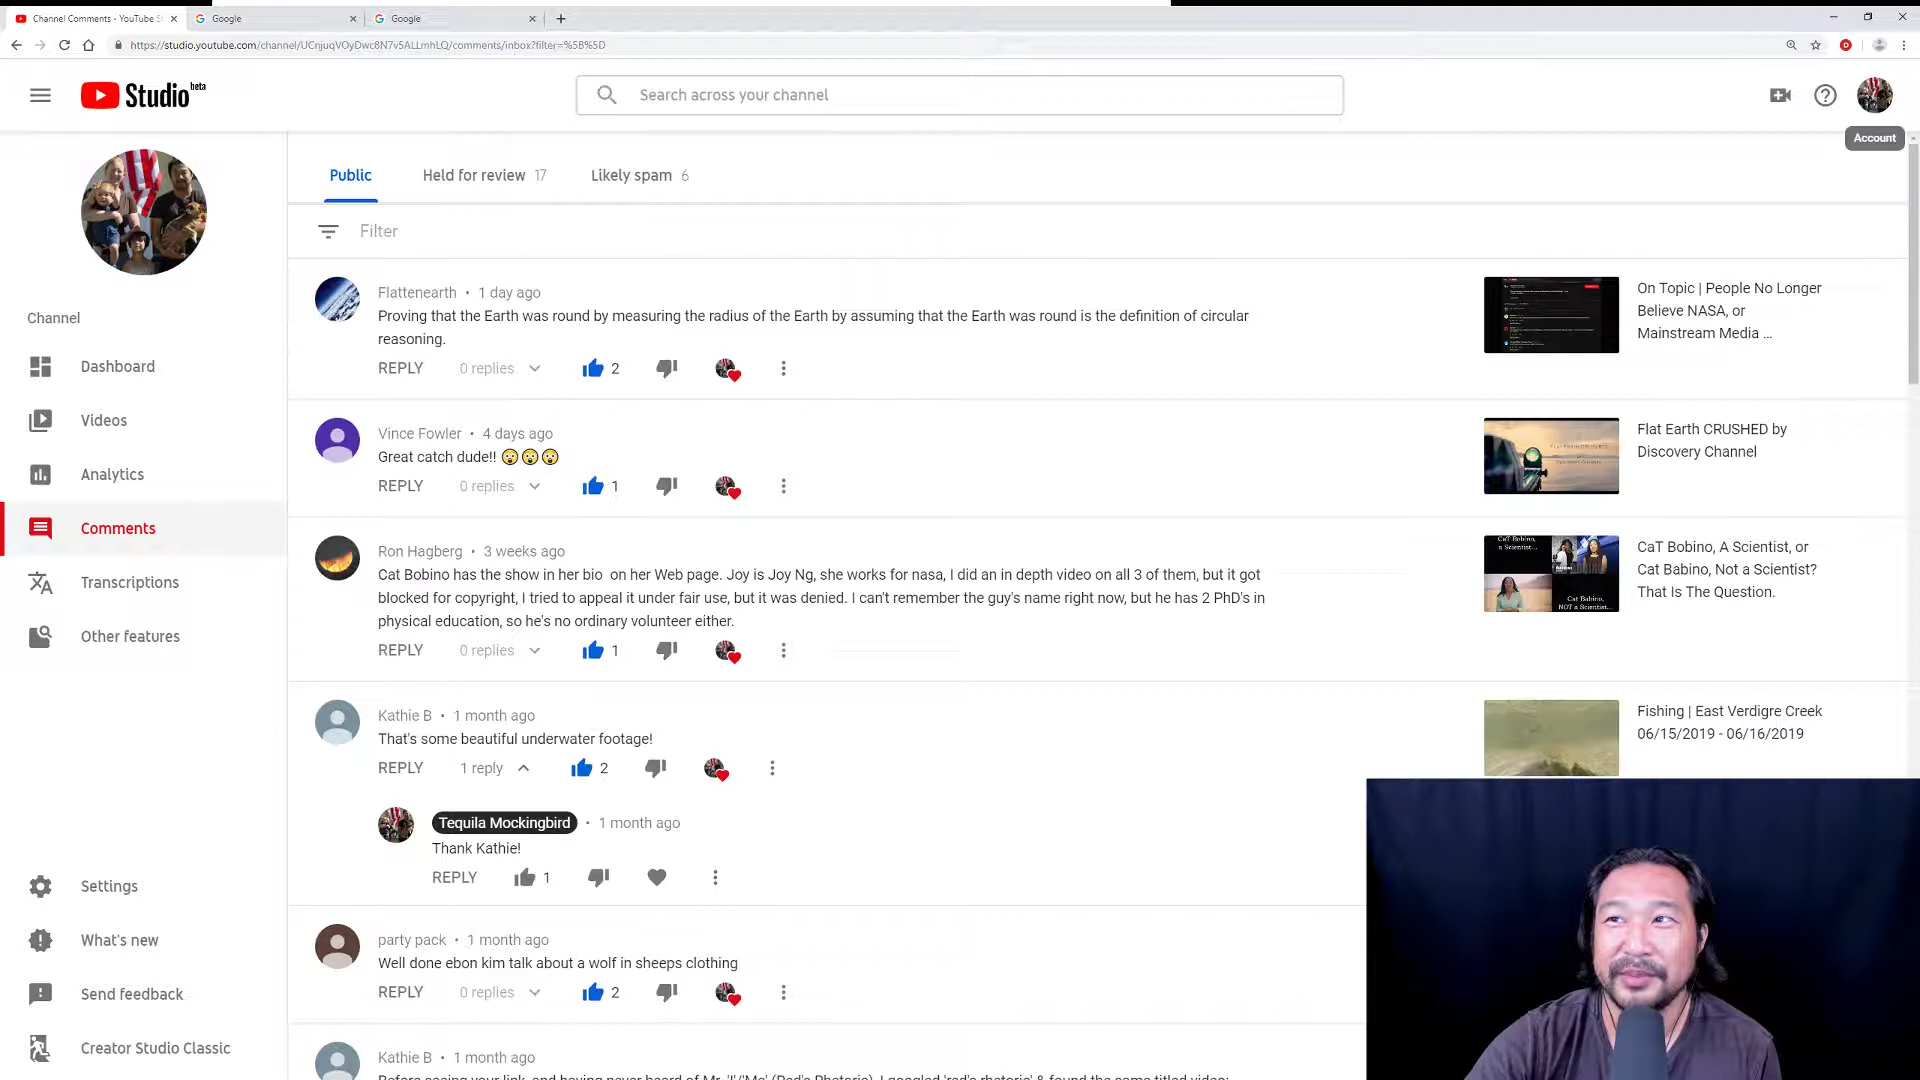 Channel Comments - YouTube S
Google
Google
https://studio.youtube.com/channel/UCnjuqVOyDwc8N7v5ALLmhLQ/comments/inbox?filter=%5B%5D
Studio beta
Search across your channel
Account
Public
Held for review 17
Likely spam 6
Filter
Channel
Dashboard
Videos
Analytics
Comments
Transcriptions
Other features
Settings
What's new
Send feedback
Creator Studio Classic
Flattenearth • 1 day ago
Proving that the Earth was round by measuring the radius of the Earth by assuming that the Earth was round is the definition of circular
reasoning.
REPLY 0 replies 2
On Topic | People No Longer
Believe NASA, or
Mainstream Media ...
Vince Fowler • 4 days ago
Great catch dude!! 😲😲😲
REPLY 0 replies 1
Flat Earth CRUSHED by
Discovery Channel
Ron Hagberg • 3 weeks ago
Cat Bobino has the show in her bio on her Web page. Joy is Joy Ng, she works for nasa, I did an in depth video on all 3 of them, but it got
blocked for copyright, I tried to appeal it under fair use, but it was denied. I can't remember the guy's name right now, but he has 2 PhD's in
physical education, so he's no ordinary volunteer either.
REPLY 0 replies 1
CaT Bobino,
a Scientist...
Cat Bobino,
NOT a Scientist...
CaT Bobino, A Scientist, or
Cat Babino, Not a Scientist?
That Is The Question.
Kathie B • 1 month ago
That's some beautiful underwater footage!
REPLY 1 reply 2
Fishing | East Verdigre Creek
06/15/2019 - 06/16/2019
Tequila Mockingbird • 1 month ago
Thank Kathie!
REPLY 1
party pack • 1 month ago
Well done ebon kim talk about a wolf in sheeps clothing
REPLY 0 replies 2
Kathie B • 1 month ago